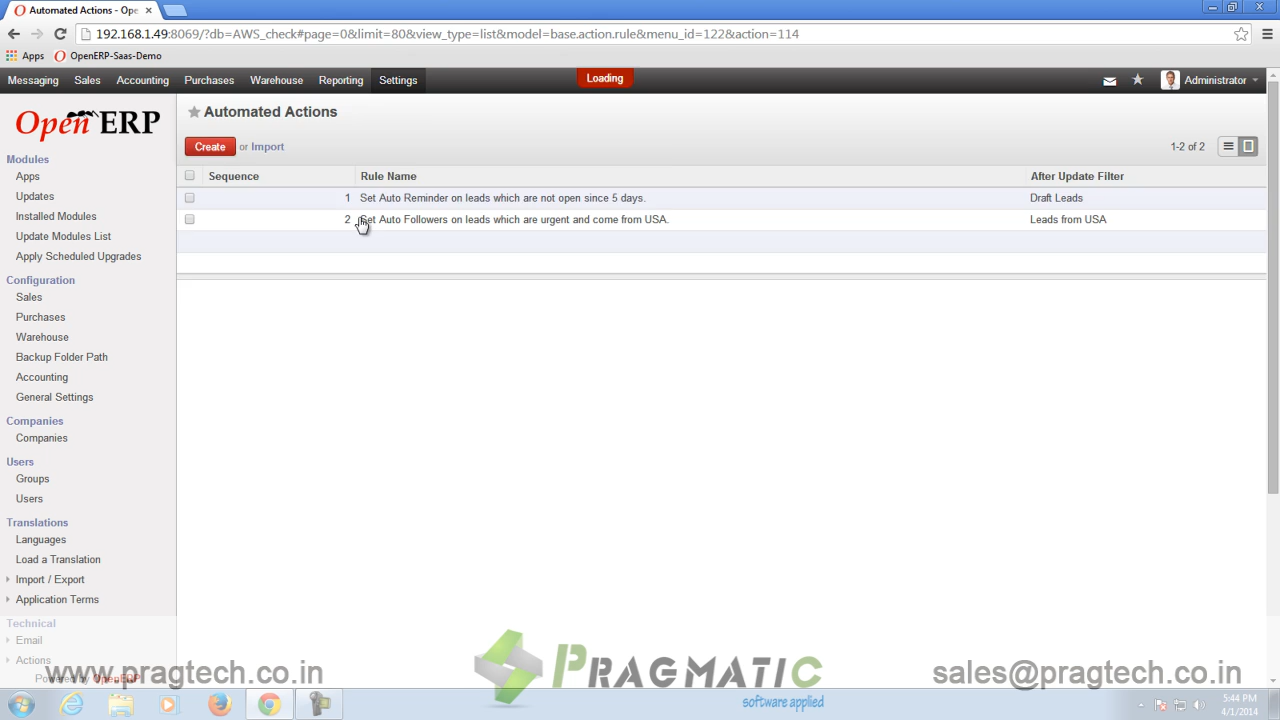 Automated Actions - Ope
192.168.1.49:8069/?db=AWS_check#page=0&limit=80&view_type=list&model=base.action.rule&menu_id=122&action=114
Apps OpenERP-Saas-Demo
Messaging Sales Accounting Purchases Warehouse Reporting Settings Loading Administrator
Open ERP
Automated Actions
Create or Import 1-2 of 2
Sequence Rule Name After Update Filter
1 Set Auto Reminder on leads which are not open since 5 days. Draft Leads
2 Set Auto Followers on leads which are urgent and come from USA. Leads from USA
Modules
Apps
Updates
Installed Modules
Update Modules List
Apply Scheduled Upgrades
Configuration
Sales
Purchases
Warehouse
Backup Folder Path
Accounting
General Settings
Companies
Companies
Users
Groups
Users
Translations
Languages
Load a Translation
Import / Export
Application Terms
Technical
Email
Actions
Powered by OpenERP
www.pragtech.co.in
PRAGMATIC
software applied
sales@pragtech.co.in
5:44 PM
4/1/2014